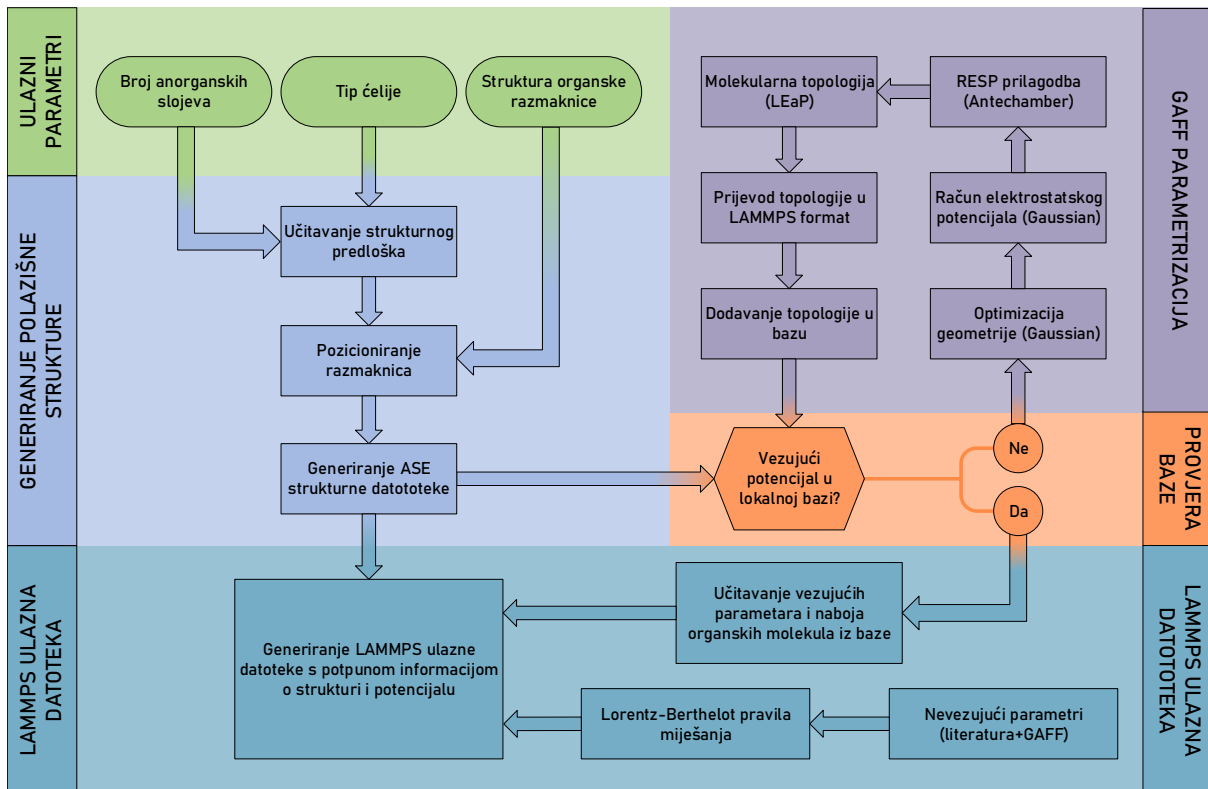 ULAZNI
PARAMETRI
Broj anorganskih
slojeva
Tip ćelije
Struktura organske
razmaknice
GENERIRANJE POLAZIŠNE
STRUKTURE
Učitavanje strukturnog
predloška
Pozicioniranje
razmaknica
Generiranje ASE
strukturne datototeke
GAFF PARAMETRIZACIJA
Molekularna topologija
(LEaP)
RESP prilagodba
(Antechamber)
Prijevod topologije u
LAMMPS format
Račun elektrostatskog
potencijala (Gaussian)
Dodavanje topologije u
bazu
Optimizacija
geometrije (Gaussian)
PROVJERA
BAZE
Vezujući
potencijal u
lokalnoj bazi?
Ne
Da
LAMMPS ULAZNA
DATOTEKA
Generiranje LAMMPS ulazne
datoteke s potpunom informacijom
o strukturi i potencijalu
Učitavanje vezujućih
parametara i naboja
organskih molekula iz baze
Lorentz-Berthelot pravila
miješanja
Nevezujući parametri
(literatura+GAFF)
LAMMPS ULAZNA
DATOTOTEKA